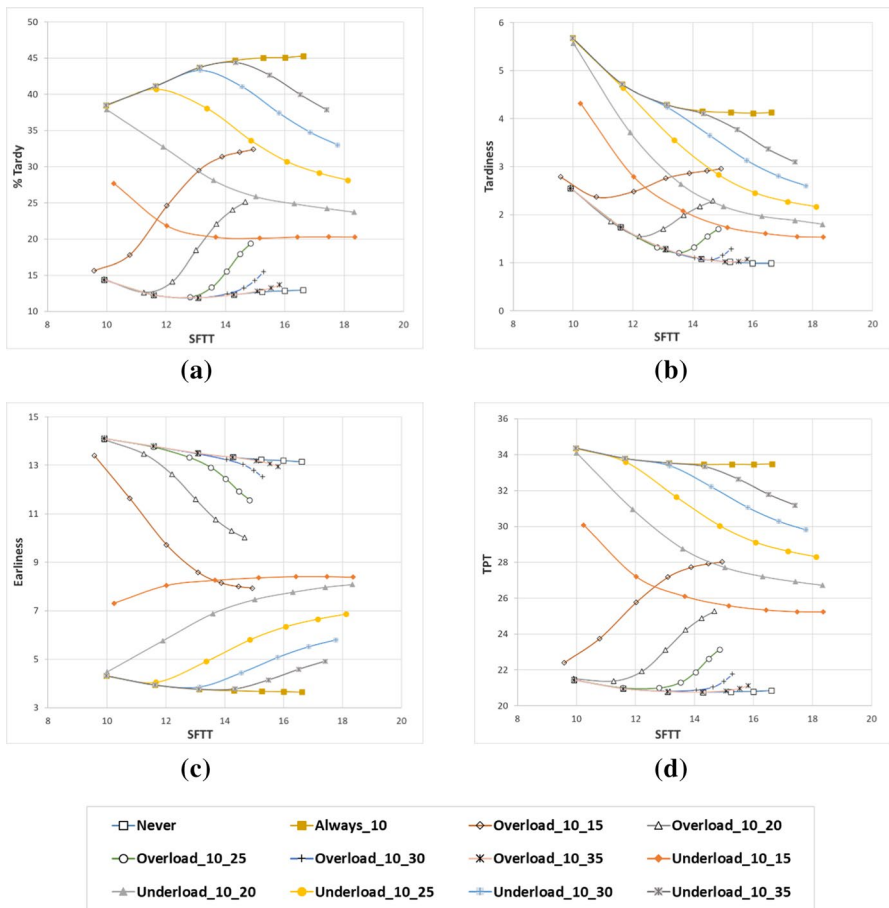 50
45
40
35
30
25
20
15
10
% Tardy
8 10 12 14 16 18 20
SFTT
(a)
6
5
4
3
2
1
0
Tardiness
8 10 12 14 16 18 20
SFTT
(b)
15
13
11
9
7
5
3
Earliness
8 10 12 14 16 18 20
SFTT
(c)
36
34
32
30
28
26
24
22
20
TPT
8 10 12 14 16 18 20
SFTT
(d)
Never Always_10 Overload_10_15 Overload_10_20
Overload_10_25 Overload_10_30 Overload_10_35 Underload_10_15
Underload_10_20 Underload_10_25 Underload_10_30 Underload_10_35